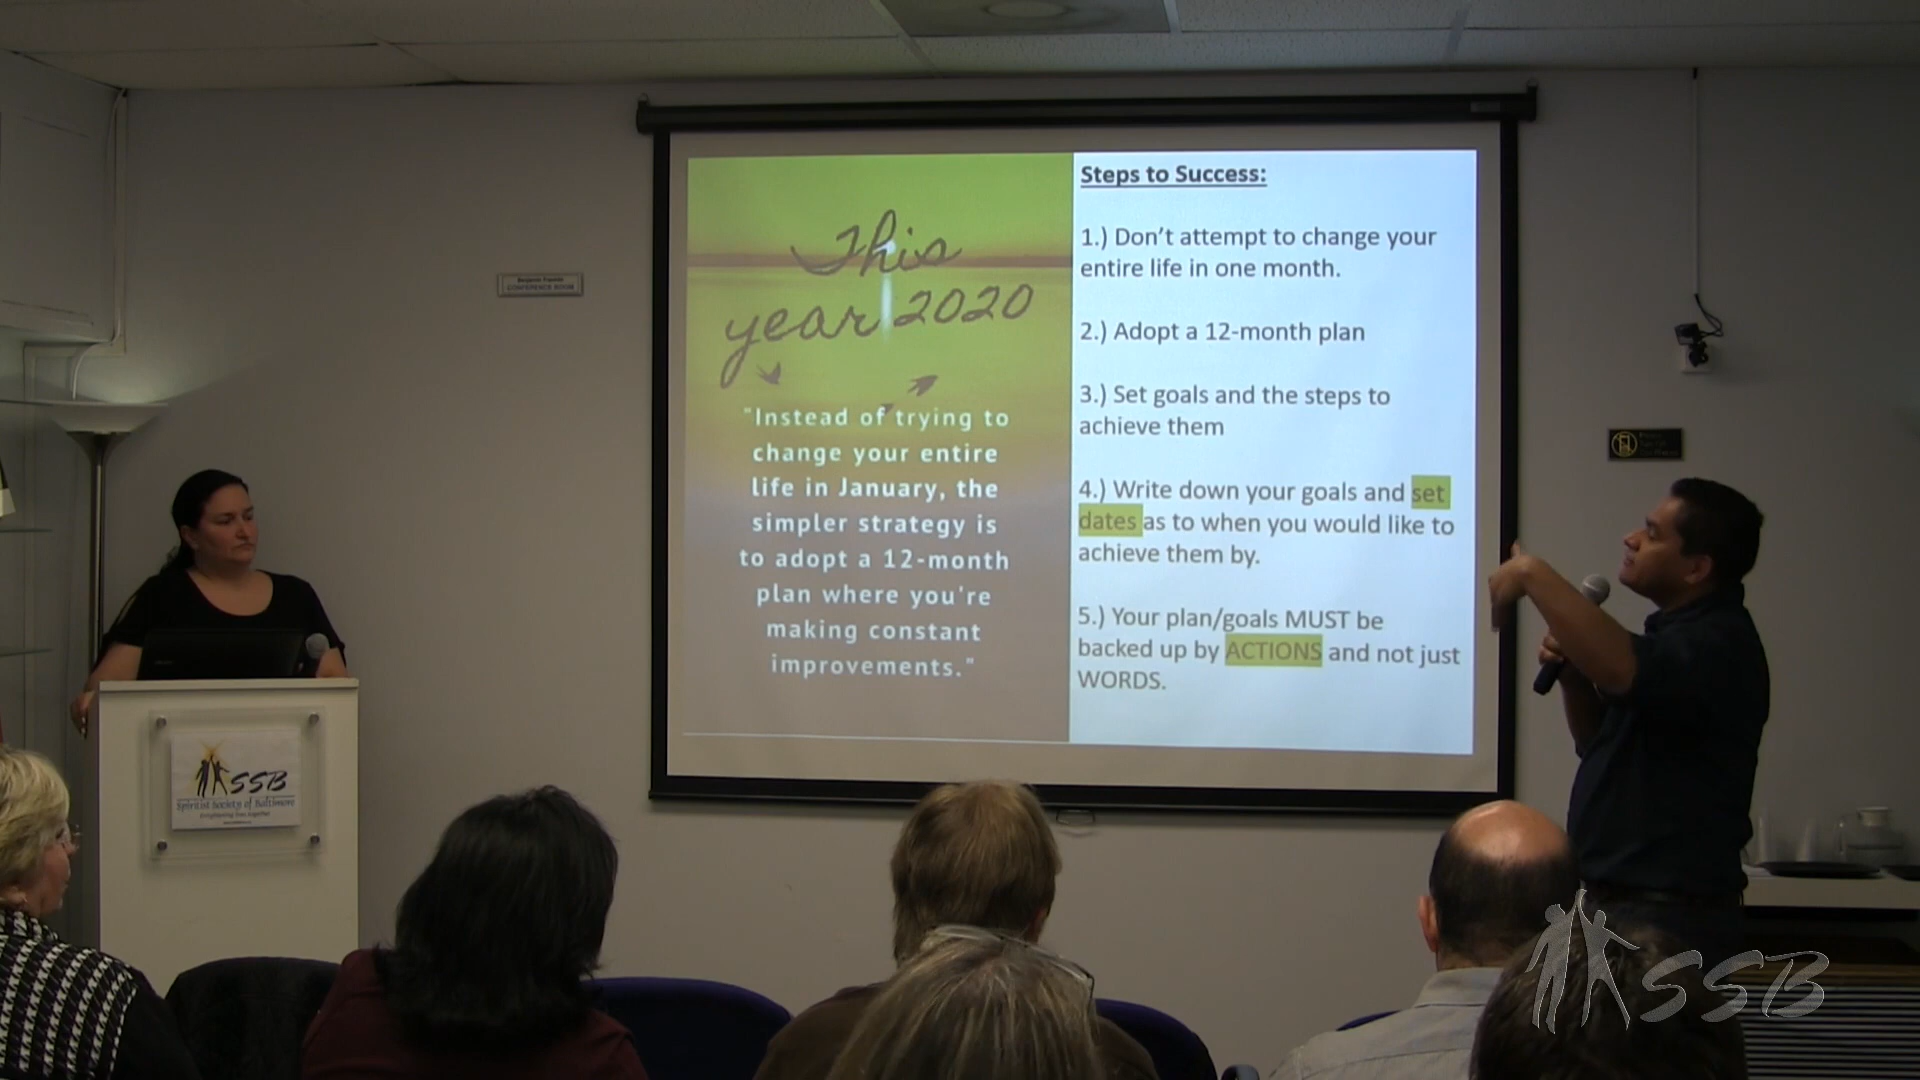 This
year 2020
"Instead of trying to
change your entire
life in January, the
simpler strategy is
to adopt a 12-month
plan where you're
making constant
improvements."
Steps to Success:
1.) Don't attempt to change your
entire life in one month.
2.) Adopt a 12-month plan
3.) Set goals and the steps to
achieve them
4.) Write down your goals and set
dates as to when you would like to
achieve them by.
5.) Your plan/goals MUST be
backed up by ACTIONS and not just
WORDS.
CONFERENCE ROOM
SSB
Spiritist Society of Baltimore
SSB